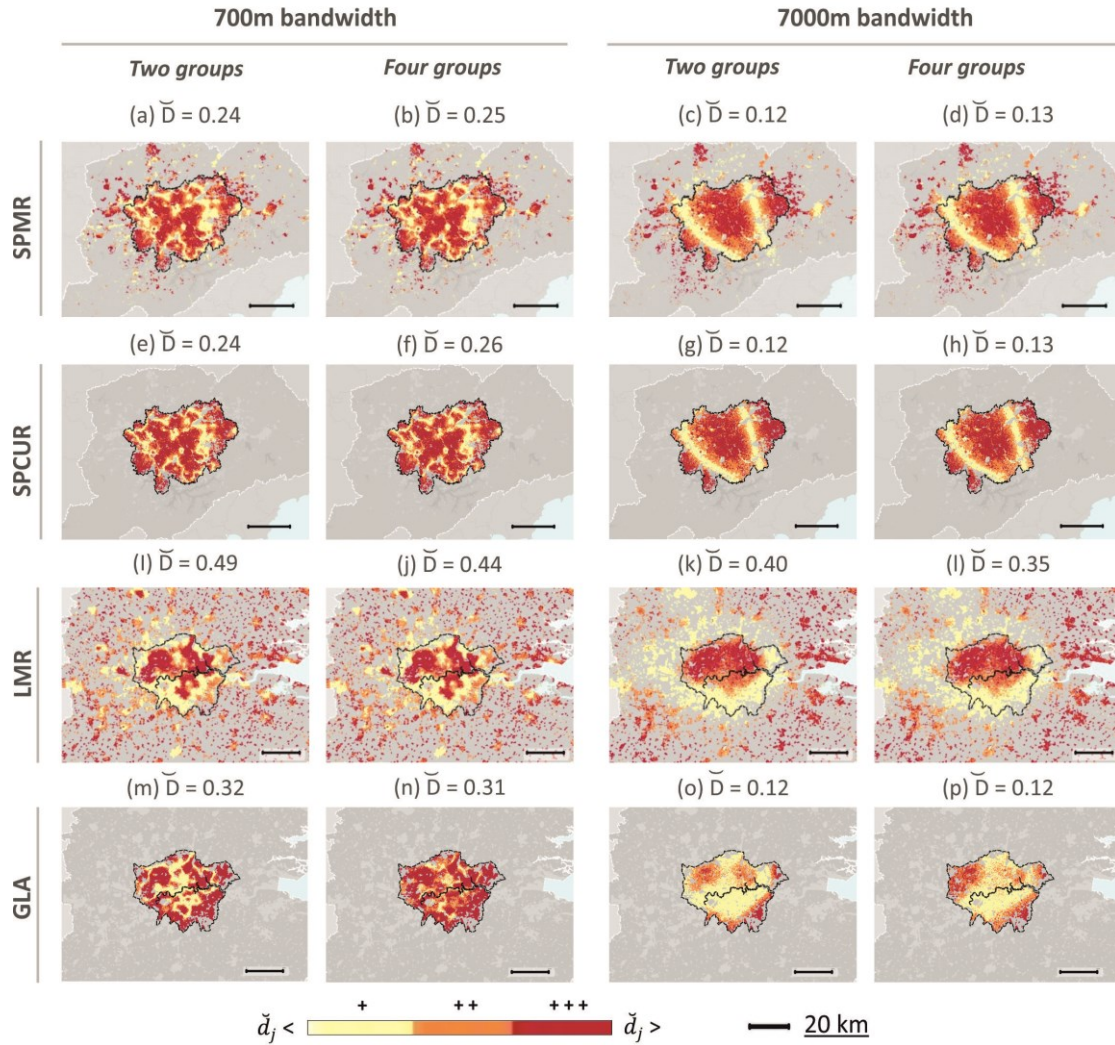 700m bandwidth 7000m bandwidth
Two groups Four groups Two groups Four groups
(a) D̆ = 0.24 (b) D̆ = 0.25 (c) D̆ = 0.12 (d) D̆ = 0.13
SPMR
(e) D̆ = 0.24 (f) D̆ = 0.26 (g) D̆ = 0.12 (h) D̆ = 0.13
SPCUR
(I) D̆ = 0.49 (j) D̆ = 0.44 (k) D̆ = 0.40 (l) D̆ = 0.35
LMR
(m) D̆ = 0.32 (n) D̆ = 0.31 (o) D̆ = 0.12 (p) D̆ = 0.12
GLA
+ ++ +++
d̆j < d̆j > 20 km